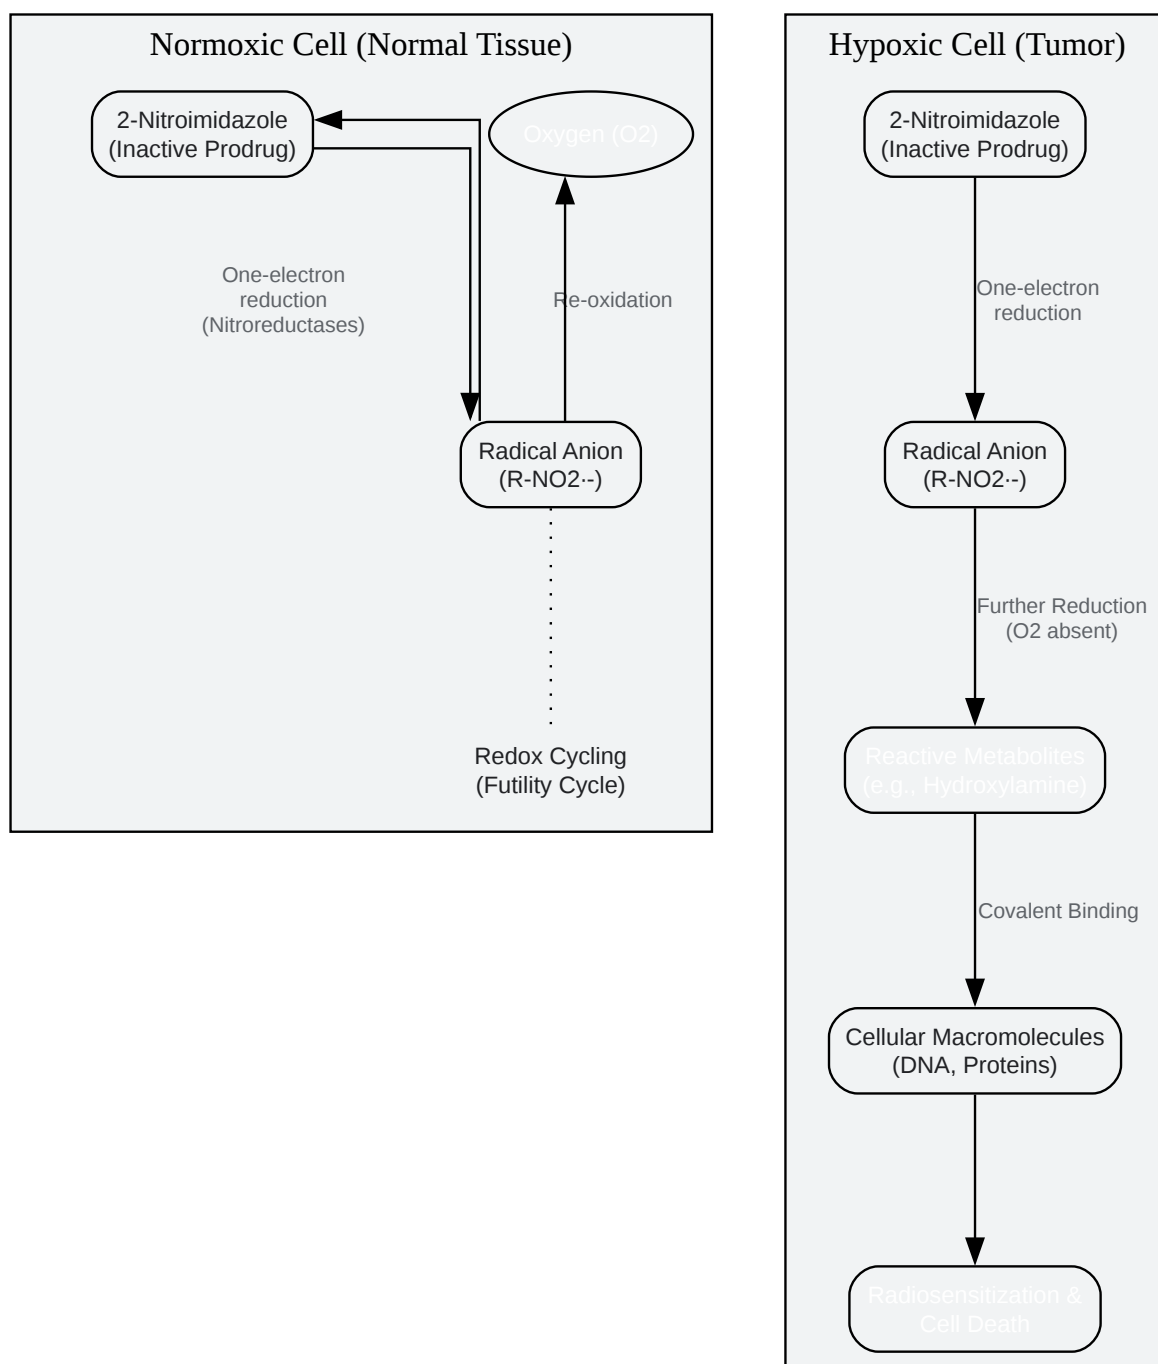 Normoxic Cell (Normal Tissue)
2-Nitroimidazole
(Inactive Prodrug)
Oxygen (O2)
One-electron
reduction
(Nitroreductases)
Re-oxidation
Radical Anion
(R-NO2·-)
Redox Cycling
(Futility Cycle)
Hypoxic Cell (Tumor)
2-Nitroimidazole
(Inactive Prodrug)
One-electron
reduction
Radical Anion
(R-NO2·-)
Further Reduction
(O2 absent)
Reactive Metabolites
(e.g., Hydroxylamine)
Covalent Binding
Cellular Macromolecules
(DNA, Proteins)
Radiosensitization &
Cell Death